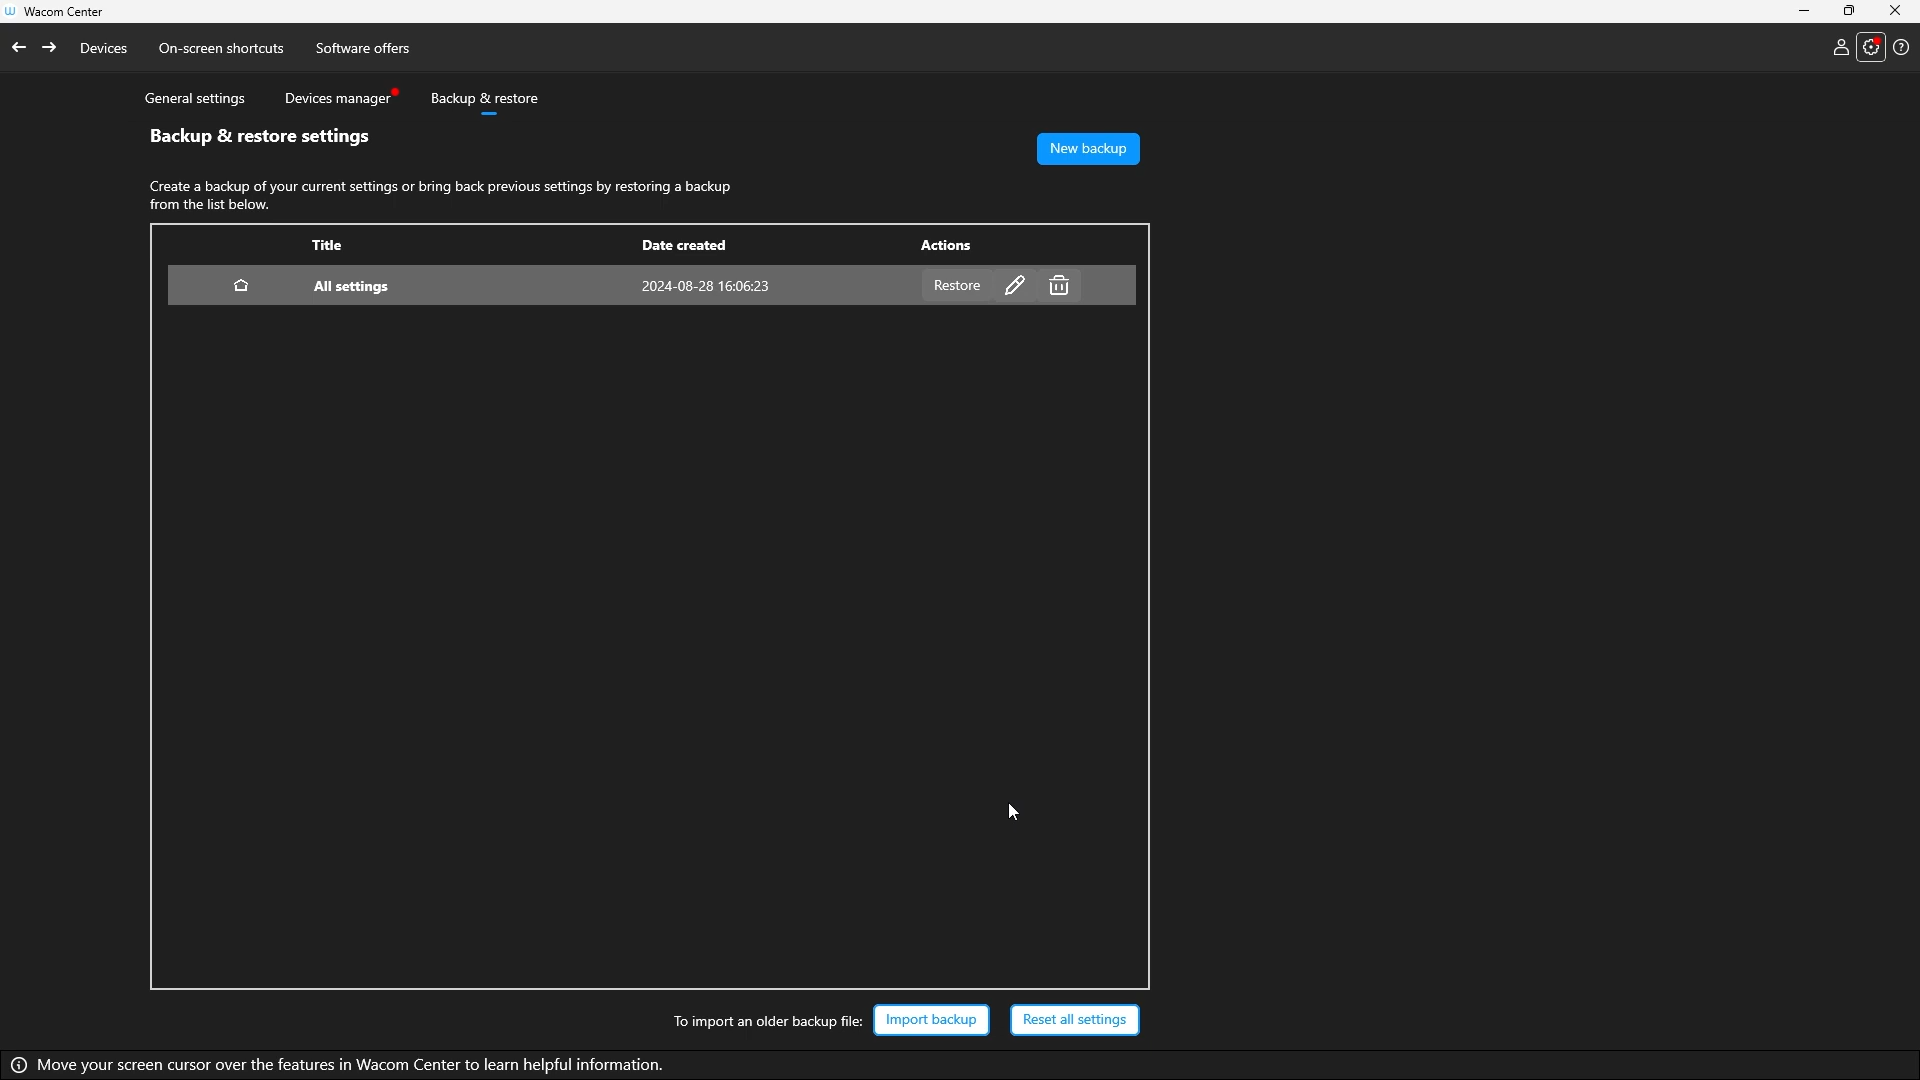 Wacom Center
Devices On-screen shortcuts Software offers
General settings Devices manager Backup & restore
Backup & restore settings
New backup
Create a backup of your current settings or bring back previous settings by restoring a backup
from the list below.
Title Date created Actions
All settings 2024-08-28 16:06:23 Restore
To import an older backup file: Import backup Reset all settings
Move your screen cursor over the features in Wacom Center to learn helpful information.